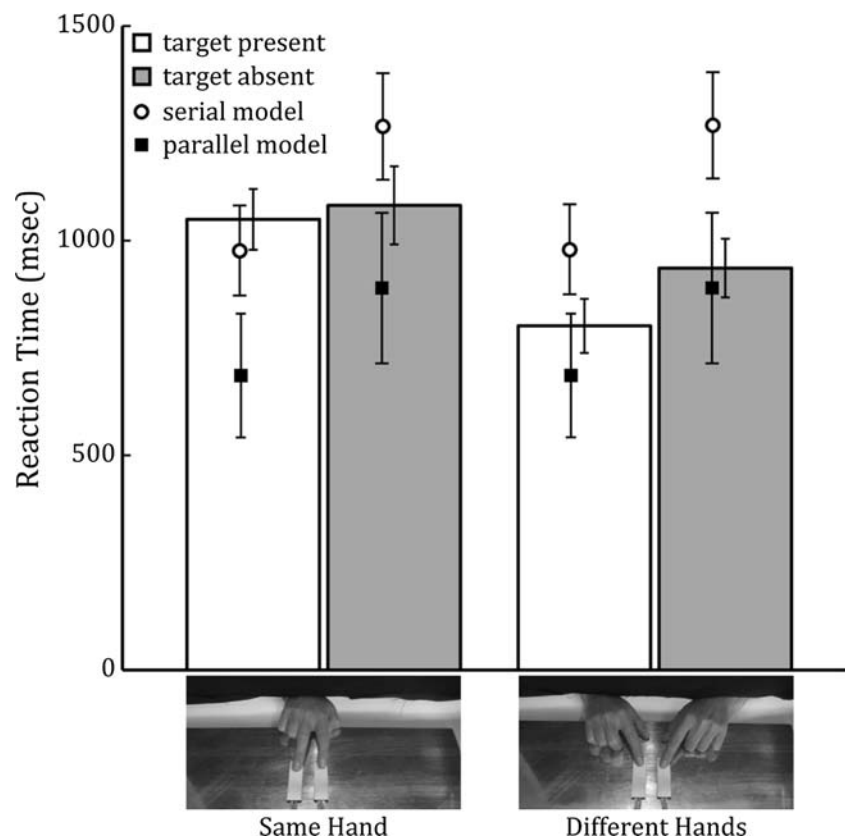 1500
target present
target absent
serial model
parallel model
1000
500
0
Reaction Time (msec)
Same Hand
Different Hands